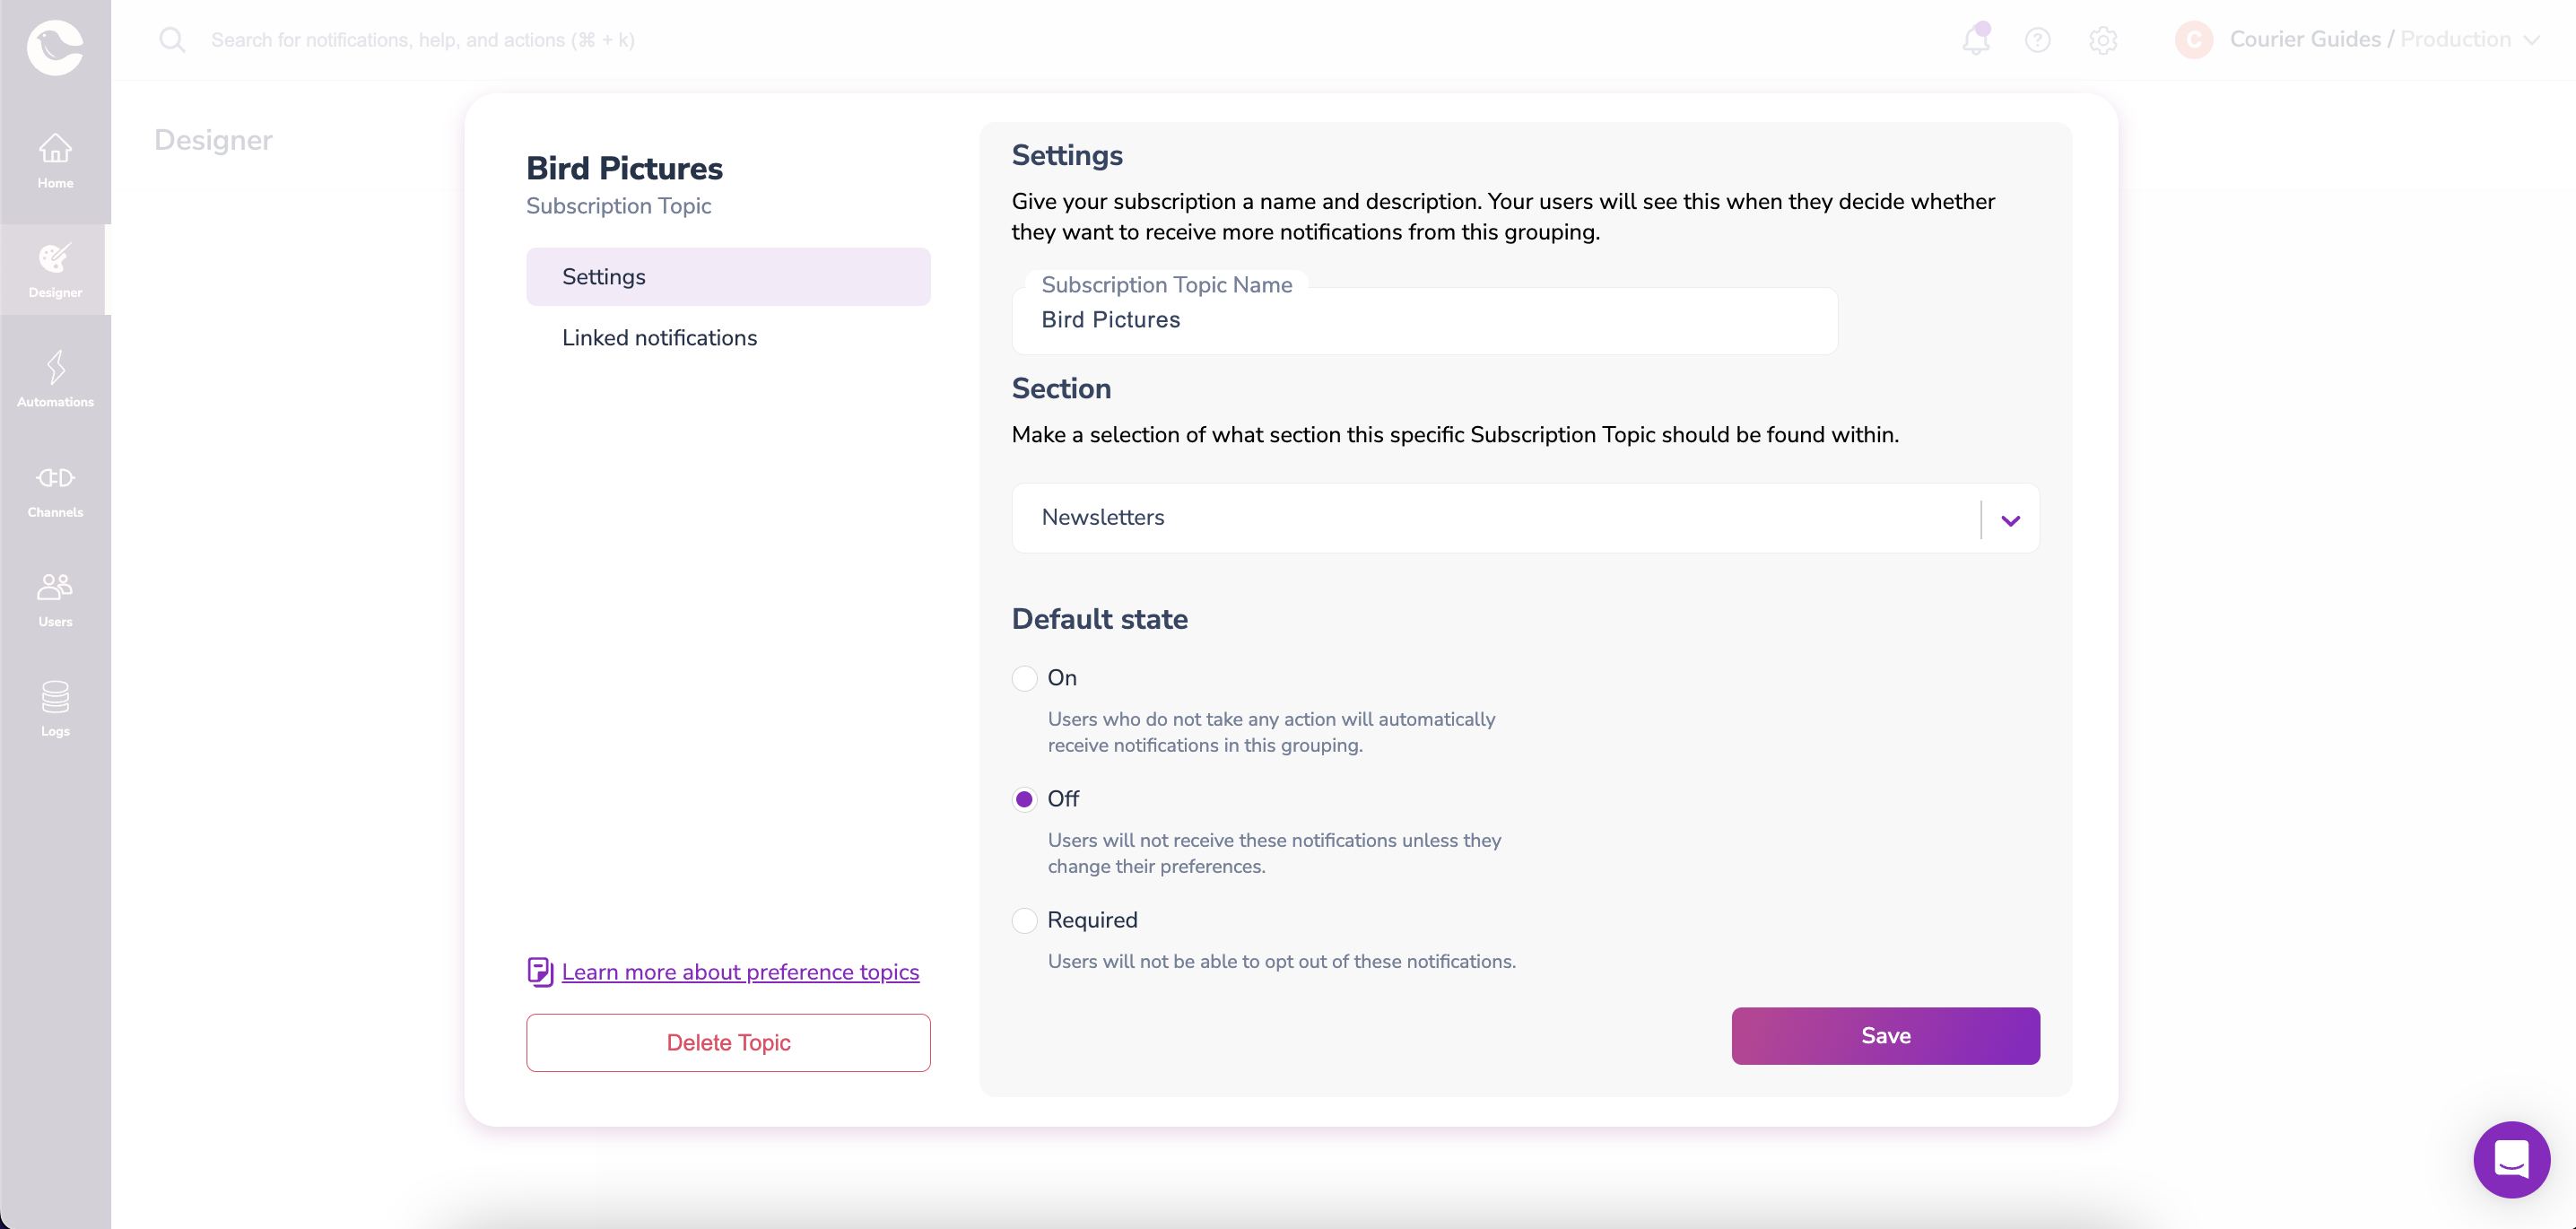 Search for notifications, help, and actions (⌘ + k)
C
Courier Guides / Production
Home
Designer
Automations
Channels
Users
Logs
Designer
Bird Pictures
Subscription Topic
Settings
Linked notifications
Learn more about preference topics
Delete Topic
Settings
Give your subscription a name and description. Your users will see this when they decide whether
they want to receive more notifications from this grouping.
Subscription Topic Name
Bird Pictures
Section
Make a selection of what section this specific Subscription Topic should be found within.
Newsletters
Default state
On
Users who do not take any action will automatically
receive notifications in this grouping.
Off
Users will not receive these notifications unless they
change their preferences.
Required
Users will not be able to opt out of these notifications.
Save